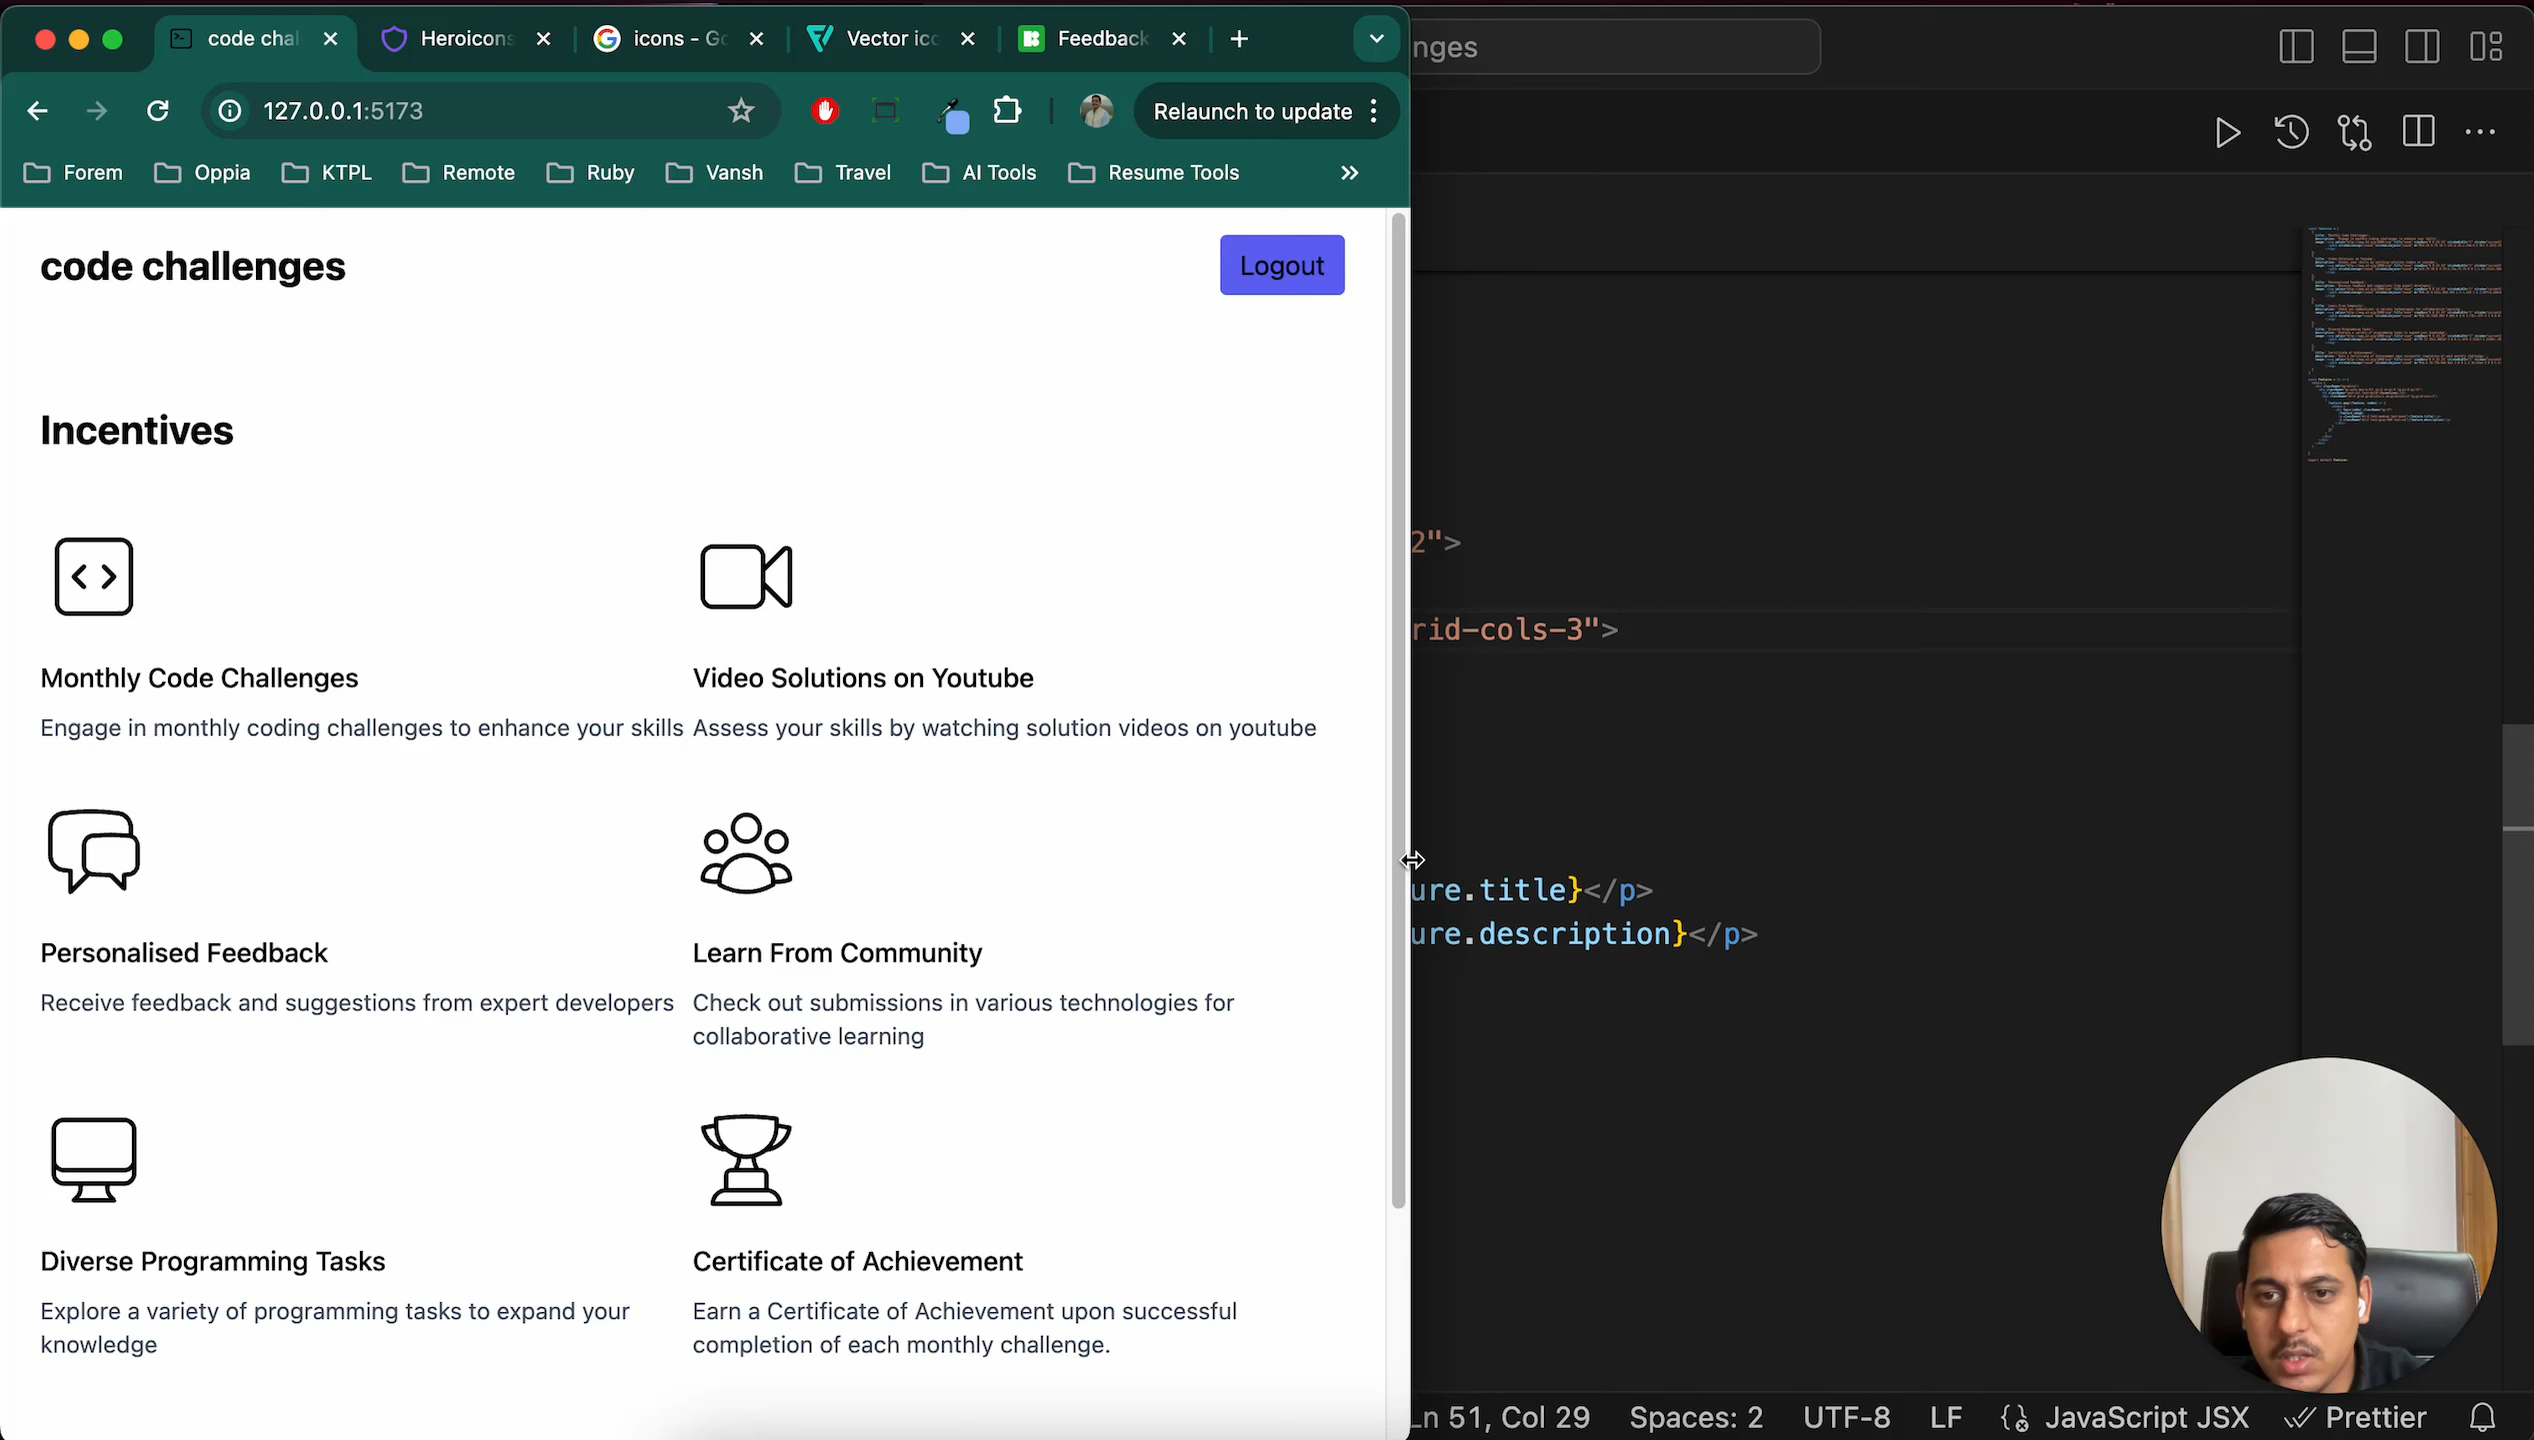 code chal
Heroicons
icons - Go
Vector ico
Feedback
nges
127.0.0.1:5173
Relaunch to update
Forem
Oppia
KTPL
Remote
Ruby
Vansh
Travel
AI Tools
Resume Tools
code challenges
Logout
Incentives
2">
rid-cols-3">
Monthly Code Challenges
Video Solutions on Youtube
Engage in monthly coding challenges to enhance your skills
Assess your skills by watching solution videos on youtube
ure.title}</p>
ure.description}</p>
Personalised Feedback
Learn From Community
Receive feedback and suggestions from expert developers
Check out submissions in various technologies for
collaborative learning
Diverse Programming Tasks
Certificate of Achievement
Explore a variety of programming tasks to expand your
knowledge
Earn a Certificate of Achievement upon successful
completion of each monthly challenge.
Ln 51, Col 29
Spaces: 2
UTF-8
LF
JavaScript JSX
Prettier